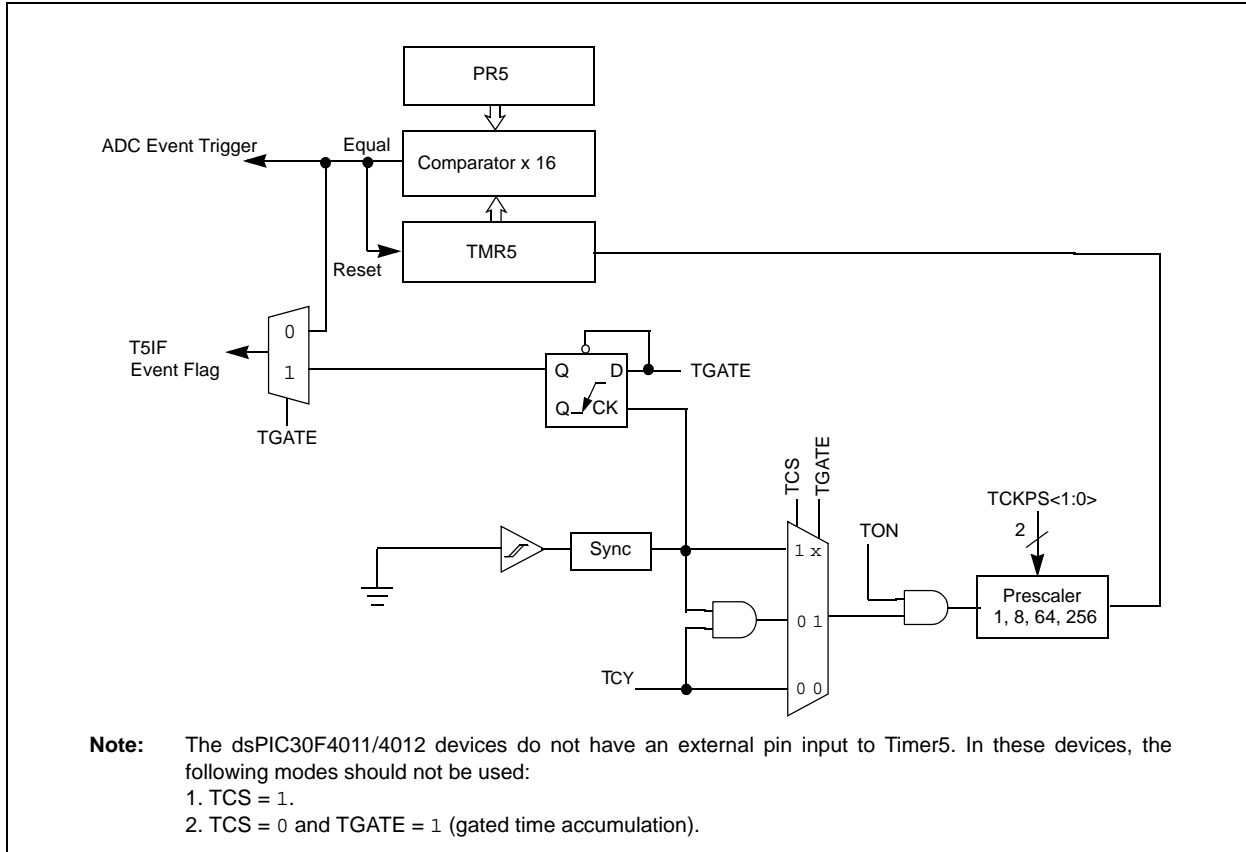 PR5
ADC Event Trigger
Equal
Comparator x 16
TMR5
Reset
0
T5IF
Event Flag
1
TGATE
Q
D
TGATE
Q
CK
TCS
TGATE
TCKPS<1:0>
2
TON
Sync
1 x
Prescaler
1, 8, 64, 256
0 1
TCY
0 0
Note: The dsPIC30F4011/4012 devices do not have an external pin input to Timer5. In these devices, the
following modes should not be used:
1. TCS = 1.
2. TCS = 0 and TGATE = 1 (gated time accumulation).